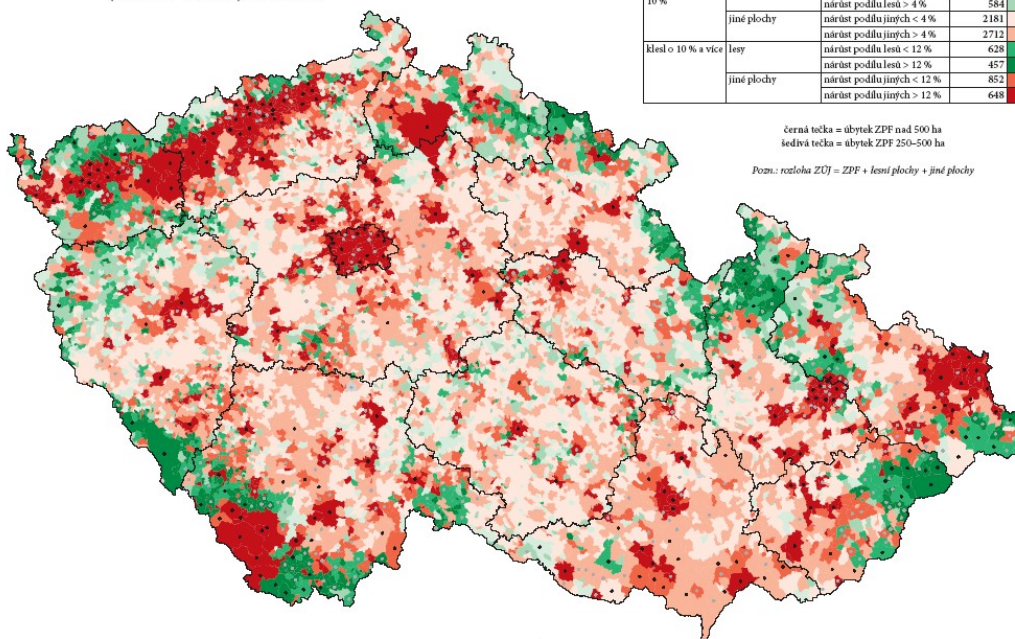 10 %
nárůst podílu lesů > 4 % 584
jiné plochy nárůst podílu jiných < 4 % 2181
nárůst podílu jiných > 4 % 2712
klesl o 10 % a více lesy nárůst podílu lesů < 12 % 628
nárůst podílu lesů > 12 % 457
jiné plochy nárůst podílu jiných < 12 % 852
nárůst podílu jiných > 12 % 648
černá tečka = úbytek ZPF nad 500 ha
šedivá tečka = úbytek ZPF 250–500 ha
Pozn.: rozloha ZÚJ = ZPF + lesní plochy + jiné plochy